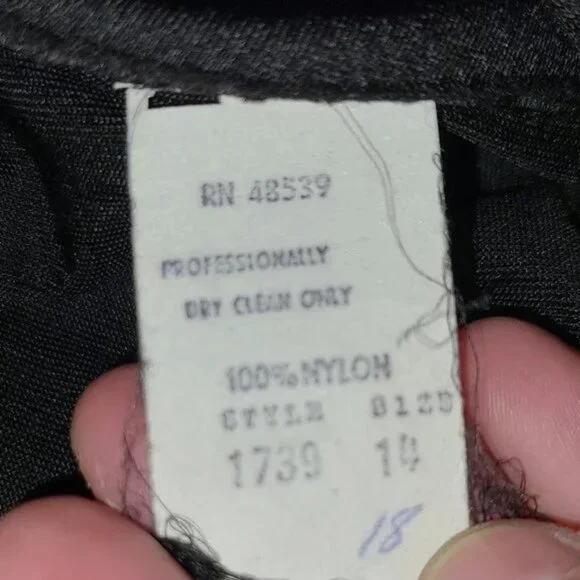 RN 48539
PROFESSIONALLY
DRY CLEAN ONLY
100% NYLON
STYLE SIZE
1739 14
18